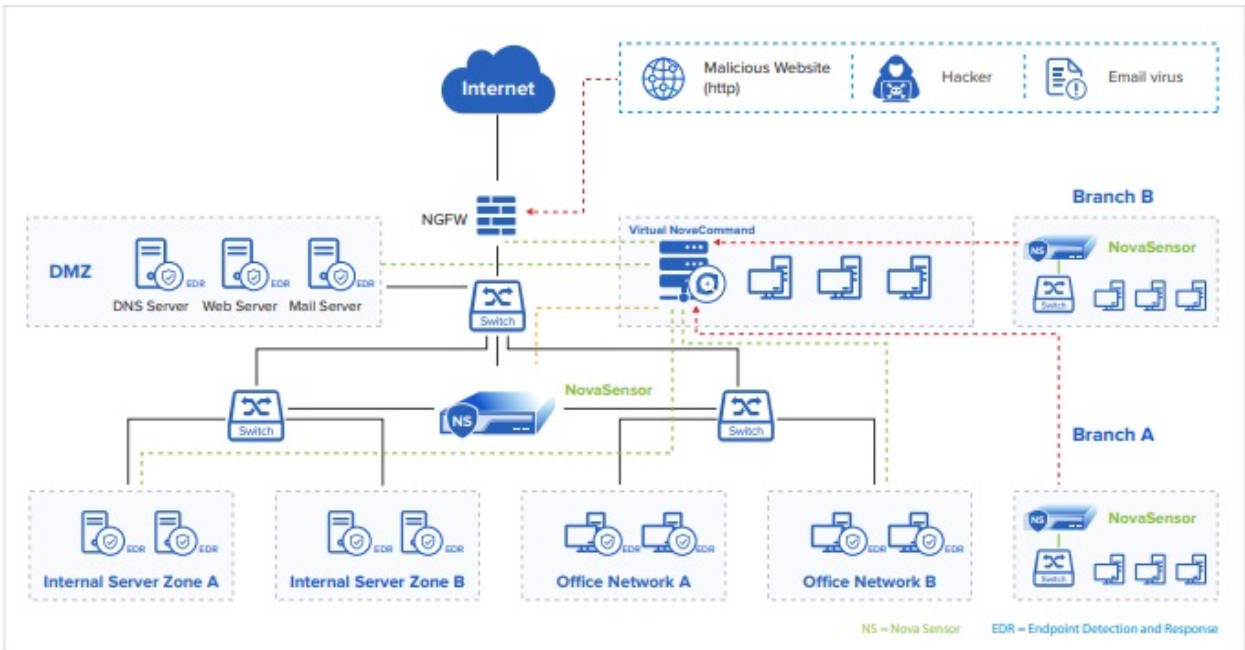 Internet
Malicious Website
(http)
Hacker
Email virus
NGFW
Branch B
Virtual NovaCommand
NS
NovaSensor
Switch
DMZ
EDR
EDR
EDR
DNS Server
Web Server
Mail Server
Switch
NovaSensor
NS
Switch
Switch
Branch A
EDR
EDR
Internal Server Zone A
EDR
EDR
Internal Server Zone B
EDR
EDR
Office Network A
EDR
EDR
Office Network B
NS
NovaSensor
Switch
NS = Nova Sensor
EDR = Endpoint Detection and Response